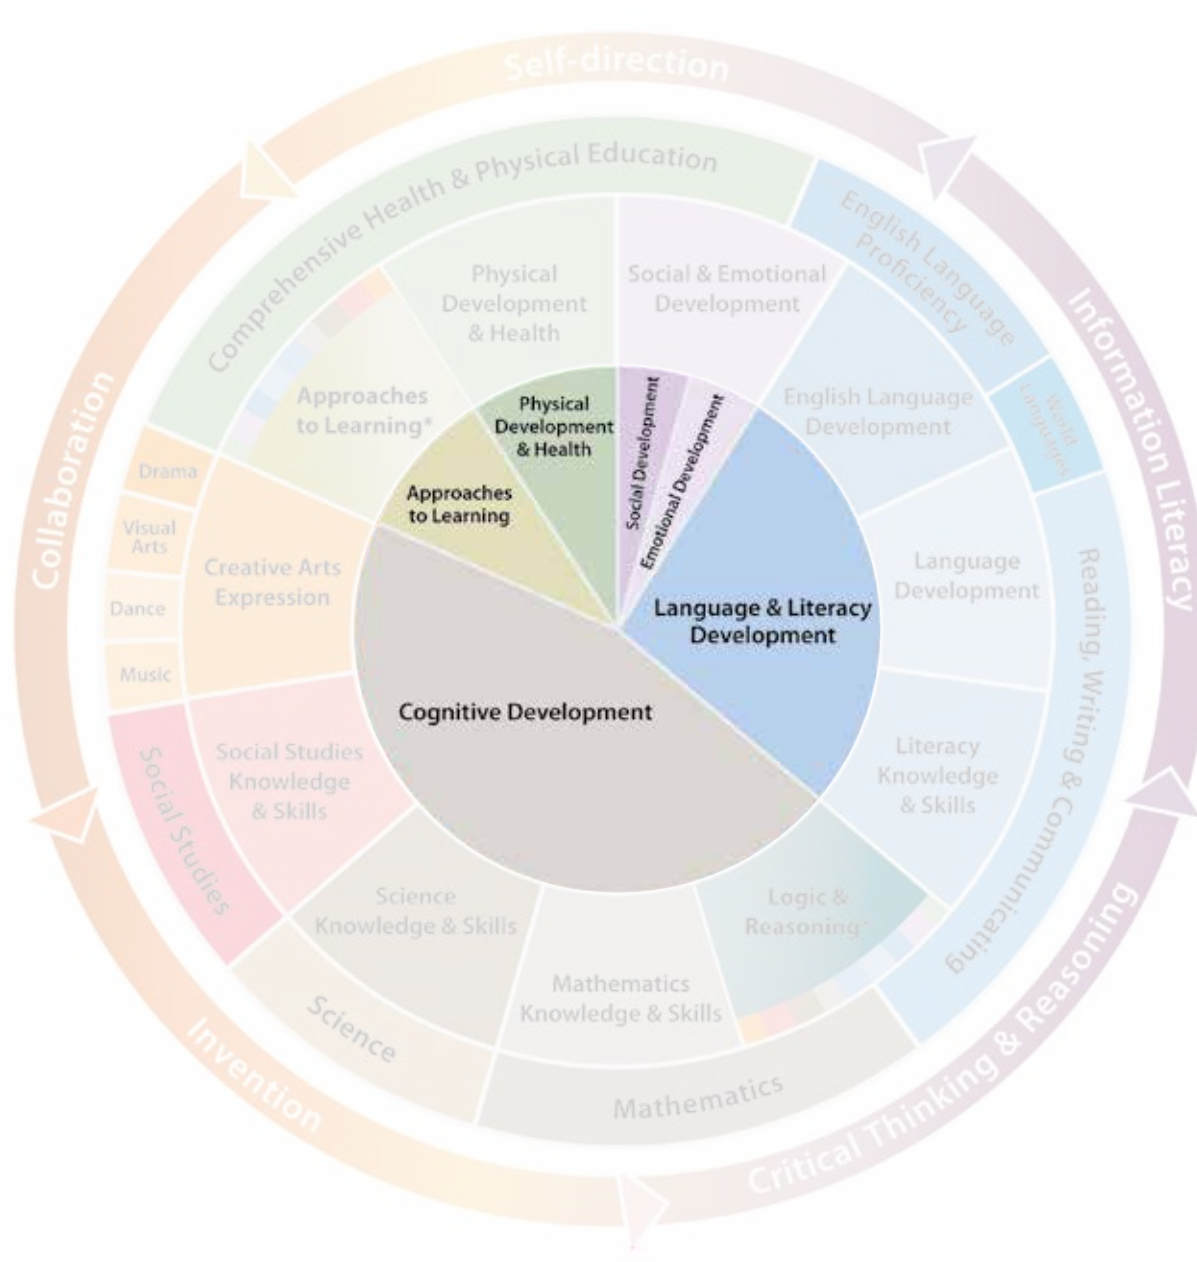 Self-direction
Information Literacy
Critical Thinking & Reasoning
Invention
Collaboration
Comprehensive Health & Physical Education
English Language
Proficiency
World
Languages
Reading, Writing & Communicating
Mathematics
Science
Social Studies
Music
Dance
Visual
Arts
Drama
Physical
Development
& Health
Social & Emotional
Development
English Language
Development
Language
Development
Literacy
Knowledge
& Skills
Logic &
Reasoning*
Mathematics
Knowledge & Skills
Science
Knowledge & Skills
Social Studies
Knowledge
& Skills
Creative Arts
Expression
Approaches
to Learning*
Physical
Development
& Health
Social Development
Emotional Development
Language & Literacy
Development
Cognitive Development
Approaches
to Learning